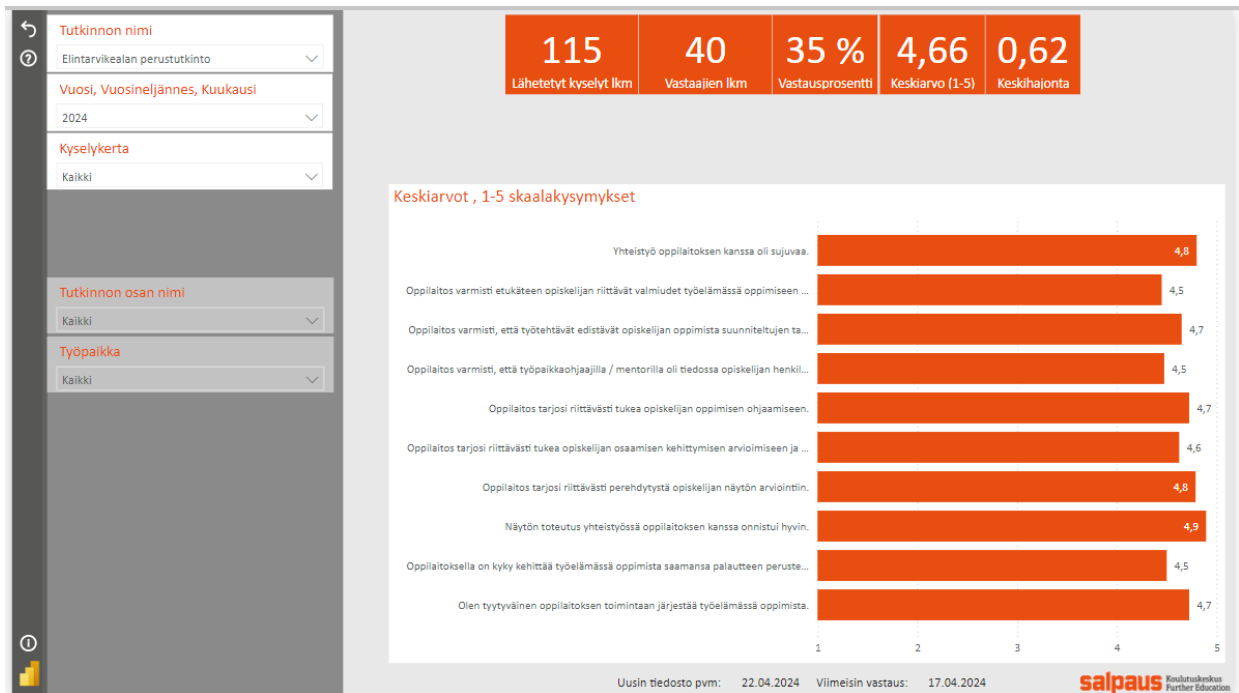 Tutkinnon nimi
Elintarvikealan perustutkinto
Vuosi, Vuosineljännes, Kuukausi
2024
Kyselykerta
Kaikki
Tutkinnon osan nimi
Kaikki
Työpaikka
Kaikki
115
Lähetetyt kyselyt lkm
40
Vastaajien lkm
35 %
Vastausprosentti
4,66
Keskiarvo (1-5)
0,62
Keskihajonta
Keskiarvot , 1-5 skaalakysymykset
Yhteistyö oppilaitoksen kanssa oli sujuvaa. 4,8
Oppilaitos varmisti etukäteen opiskelijan riittävät valmiudet työelämässä oppimiseen ... 4,5
Oppilaitos varmisti, että työtehtävät edistävät opiskelijan oppimista suunniteltujen ta... 4,7
Oppilaitos varmisti, että työpaikkaohjaajilla / mentorilla oli tiedossa opiskelijan henkil... 4,5
Oppilaitos tarjosi riittävästi tukea opiskelijan oppimisen ohjaamiseen. 4,7
Oppilaitos tarjosi riittävästi tukea opiskelijan osaamisen kehittymisen arvioimiseen ja ... 4,6
Oppilaitos tarjosi riittävästi perehdytystä opiskelijan näytön arviointiin. 4,8
Näytön toteutus yhteistyössä oppilaitoksen kanssa onnistui hyvin. 4,9
Oppilaitoksella on kyky kehittää työelämässä oppimista saamansa palautteen peruste... 4,5
Olen tyytyväinen oppilaitoksen toimintaan järjestää työelämässä oppimista. 4,7
1 2 3 4 5
Uusin tiedosto pvm: 22.04.2024 Viimeisin vastaus: 17.04.2024
salpaus Koulutuskeskus
Further Education